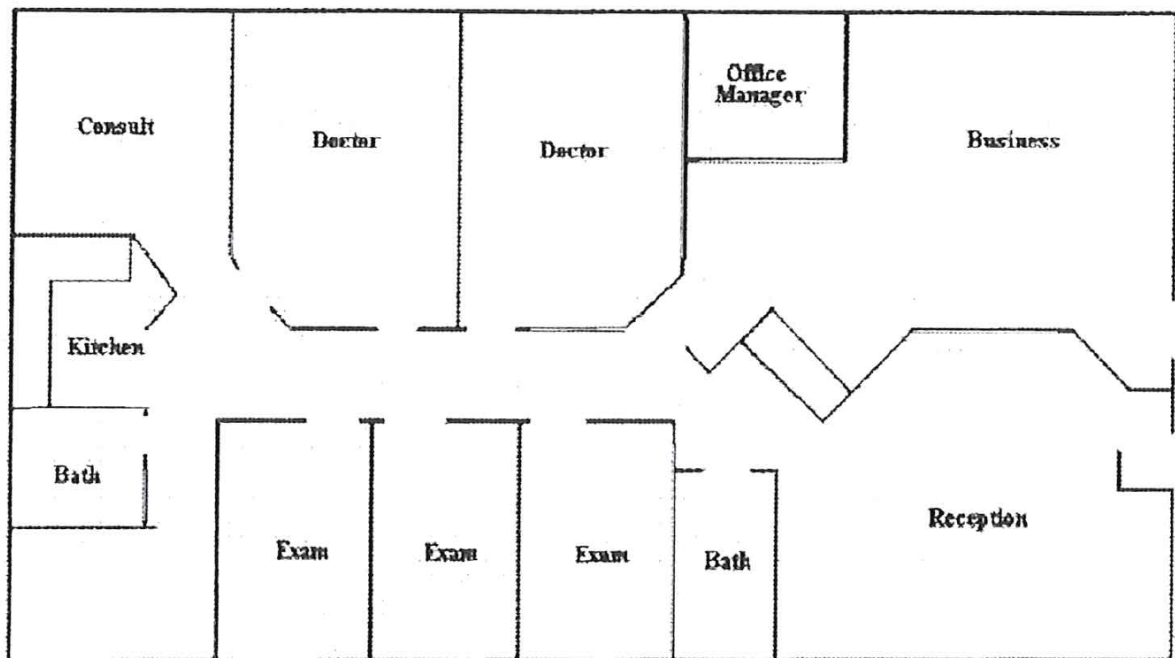 Office
Manager
Consult
Doctor
Doctor
Business
Kitchen
Bath
Reception
Exam
Exam
Exam
Bath